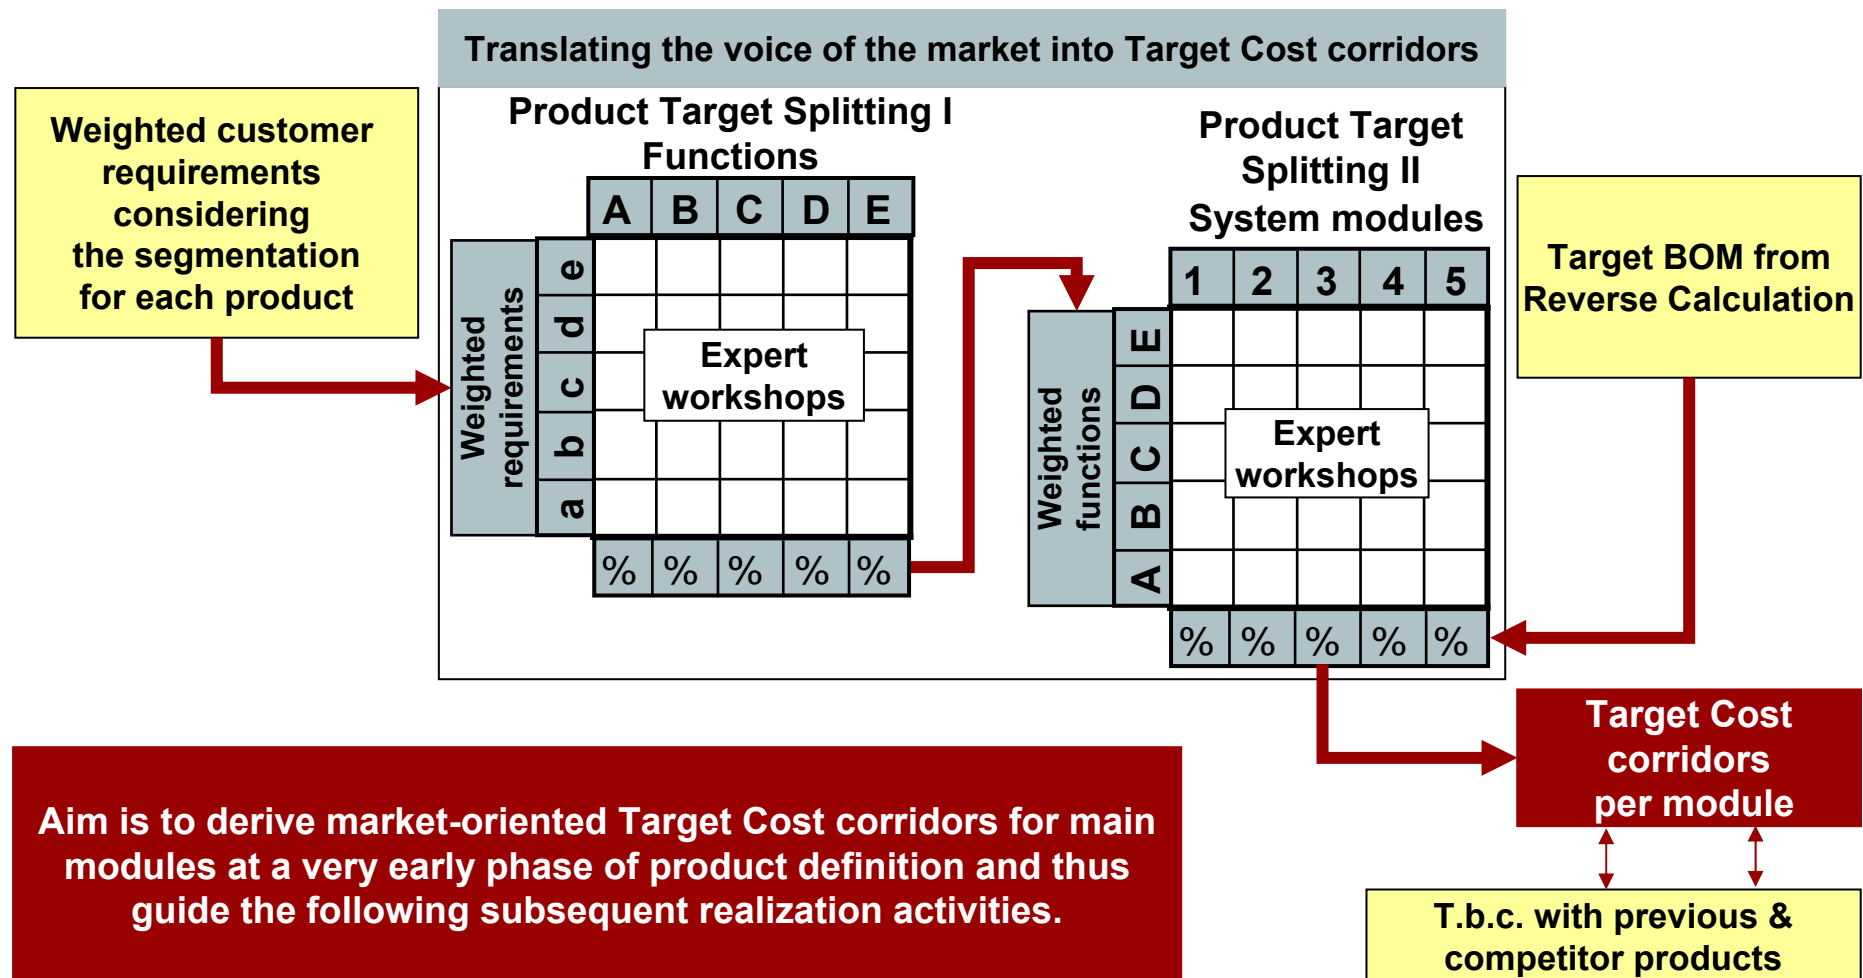 Translating the voice of the market into Target Cost corridors
Weighted customer
requirements
considering
the segmentation
for each product
Product Target Splitting I
Functions
A B C D E
Weighted
requirements
e
d
c
b
a
Expert
workshops
% % % % %
Product Target
Splitting II
System modules
1 2 3 4 5
Weighted
functions
E
D
C
B
A
Expert
workshops
% % % % %
Target BOM from
Reverse Calculation
Target Cost
corridors
per module
Aim is to derive market-oriented Target Cost corridors for main
modules at a very early phase of product definition and thus
guide the following subsequent realization activities.
T.b.c. with previous &
competitor products